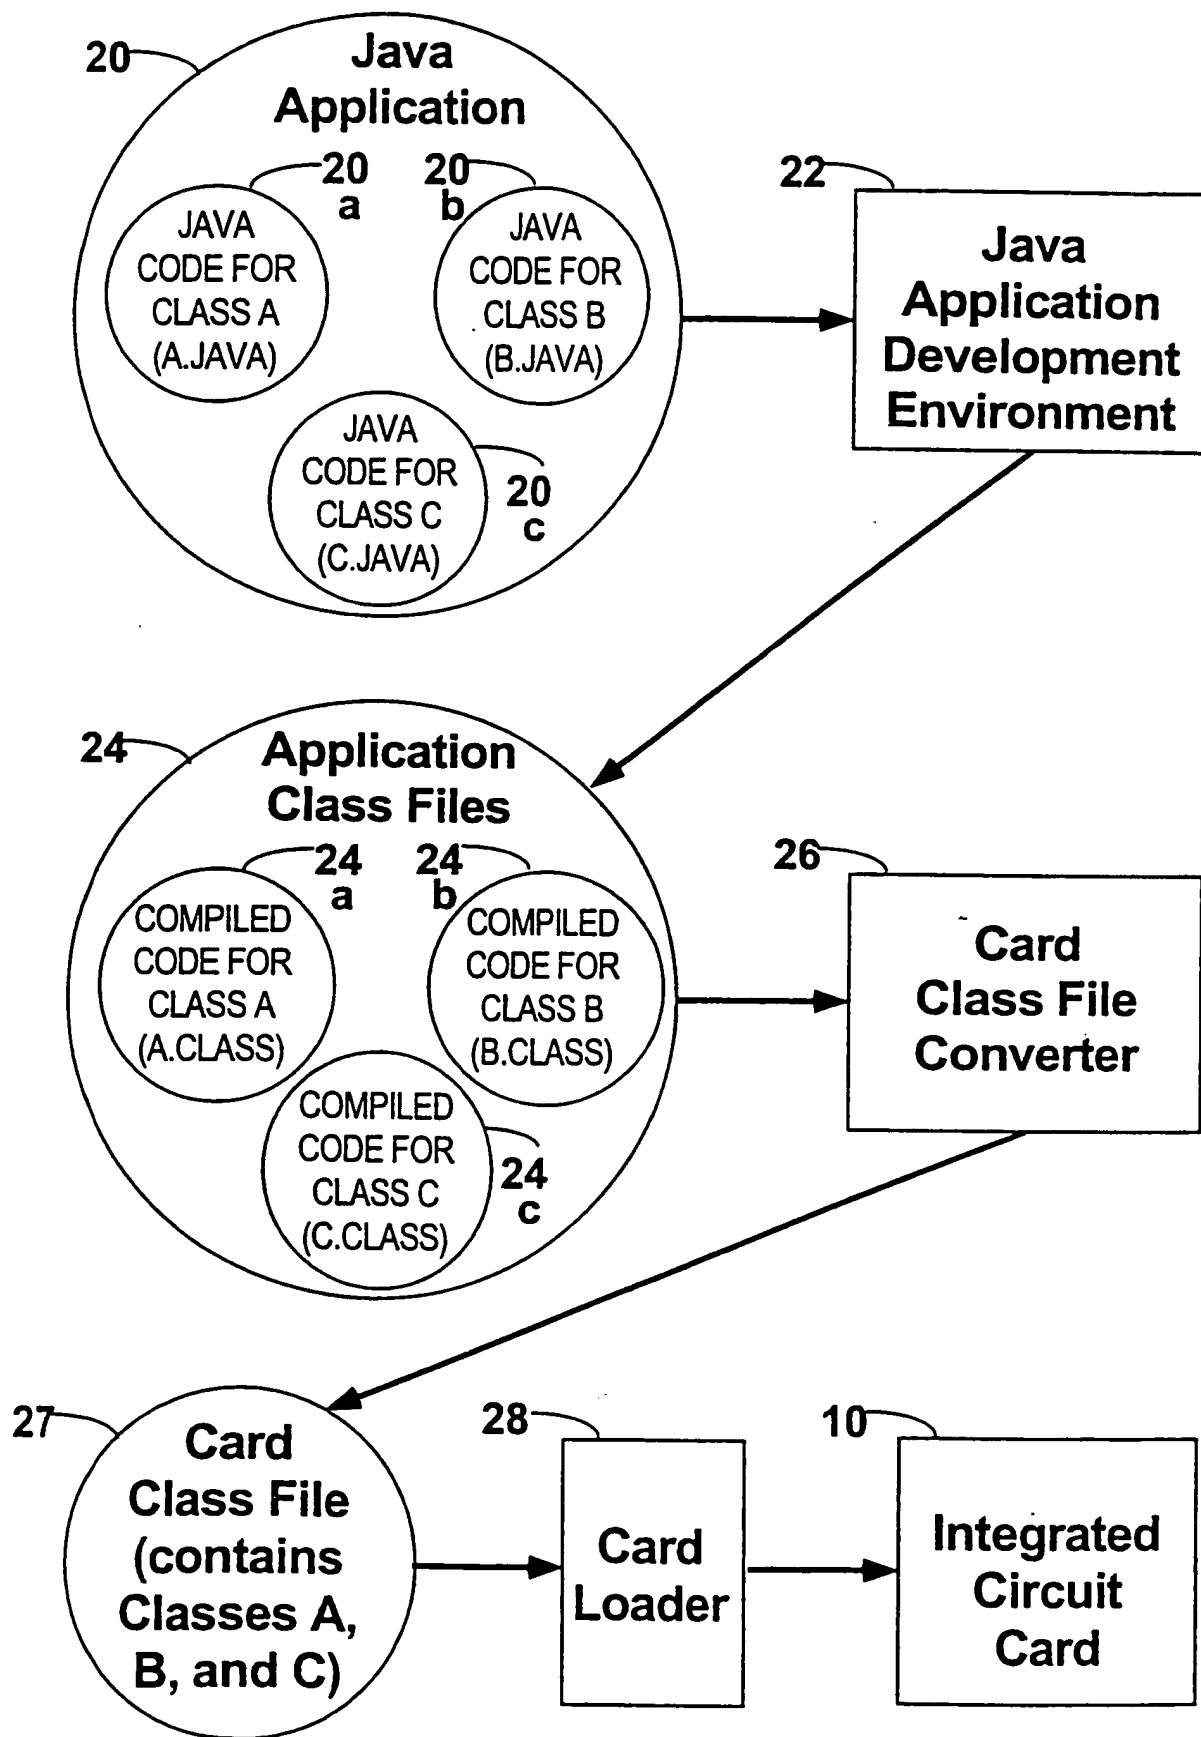 20
Java
Application
20
a
20
b
JAVA
CODE FOR
CLASS A
(A.JAVA)
JAVA
CODE FOR
CLASS B
(B.JAVA)
JAVA
CODE FOR
CLASS C
(C.JAVA)
20
c
22
Java
Application
Development
Environment
24
Application
Class Files
24
a
24
b
COMPILED
CODE FOR
CLASS A
(A.CLASS)
COMPILED
CODE FOR
CLASS B
(B.CLASS)
COMPILED
CODE FOR
CLASS C
(C.CLASS)
24
c
26
Card
Class File
Converter
27
Card
Class File
(contains
Classes A,
B, and C)
28
Card
Loader
10
Integrated
Circuit
Card